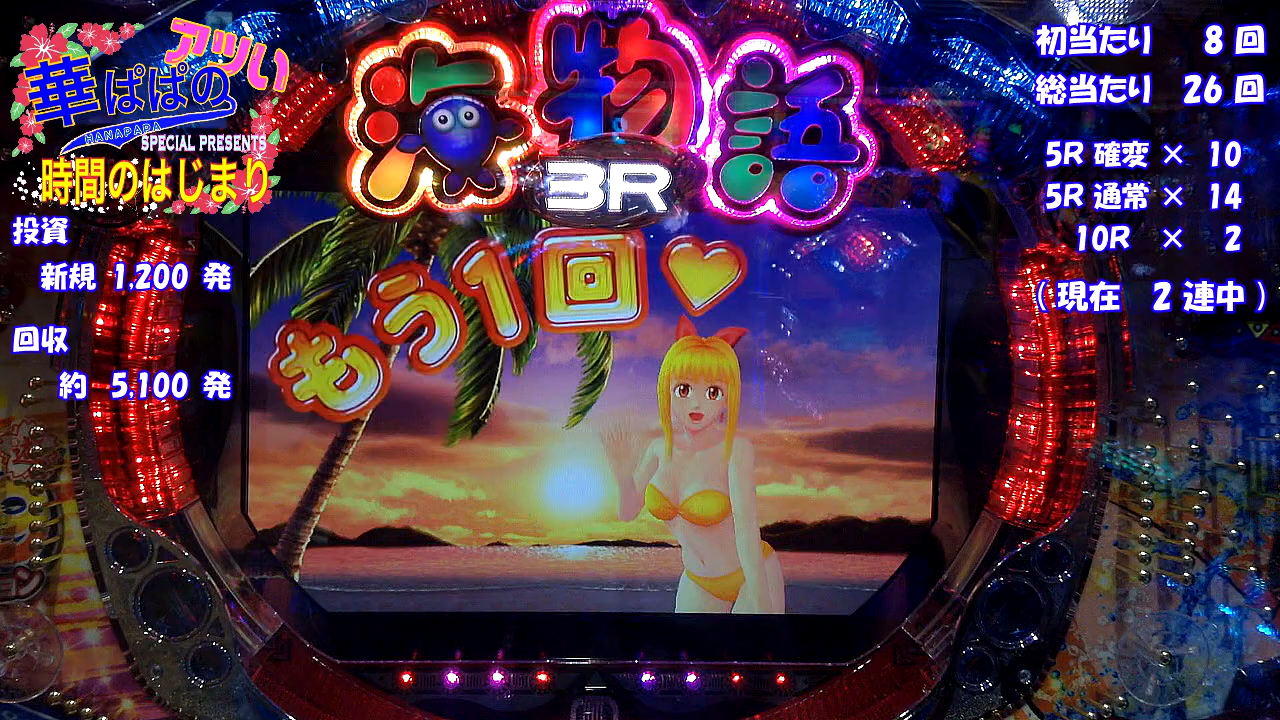 アツい
華ぱぱの
HANAPAPA
SPECIAL PRESENTS
時間のはじまり
投資
新規 1,200 発
回収
約 5,100 発
海物語
3R
もう1回♥
初当たり 8 回
総当たり 26 回
5R 確変 × 10
5R 通常 × 14
10R × 2
( 現在 2 連中 )